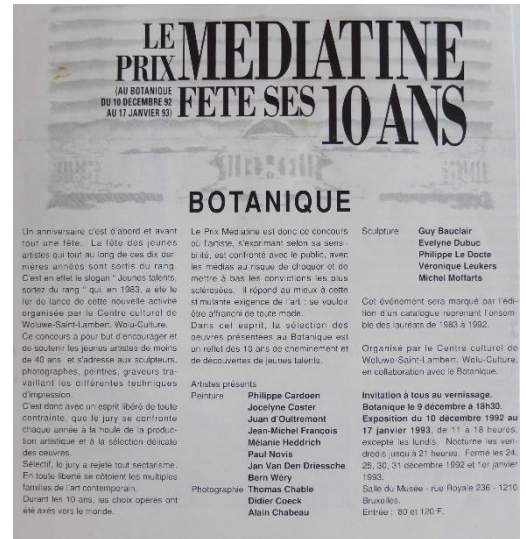 LE
PRIX MEDIATINE
(AU BOTANIQUE
DU 10 DECEMBRE 92
AU 17 JANVIER 93)
FETE SES 10 ANS
BOTANIQUE
Un anniversaire c'est d'abord et avant
tout une fête. La fête des jeunes
artistes qui tout au long de ces dix der-
nières années sont sortis du rang.
C'est en effet le slogan " Jeunes talents,
sortez du rang " qui, en 1983, a été le
fer de lance de cette nouvelle activité
organisée par le Centre culturel de
Woluwe-Saint-Lambert, Wolu-Culture.
Ce concours a pour but d'encourager et
de soutenir les jeunes artistes de moins
de 40 ans et s'adresse aux sculpteurs,
photographes, peintres, graveurs tra-
vaillant les différentes techniques
d'impression.
C'est donc avec un esprit libéré de toute
contrainte, que le jury se confronte
chaque année à la houle de la produc-
tion artistique et à la sélection délicate
des oeuvres.
Sélectif, le jury a rejeté tout sectarisme.
En toute liberté se côtoient les multiples
familles de l'art contemporain.
Durant les 10 ans, les choix opérés ont
été axés vers le monde.
Le Prix Médiatine est donc ce concours
où l'artiste, s'exprimant selon sa sensi-
bilité, est confronté avec le public, avec
les médias au risque de choquer et de
mettre à bas les convictions les plus
sclérosées. Il répond au mieux à cette
stimulante exigence de l'art : se vouloir
être affranchi de toute mode.
Dans cet esprit, la sélection des
oeuvres présentées au Botanique est
un reflet des 10 ans de cheminement et
de découvertes de jeunes talents.
Artistes présents
Peinture Philippe Cardoen
Jocelyne Coster
Juan d'Oultremont
Jean-Michel François
Mélanie Heddrich
Paul Novis
Jan Van Den Driessche
Bern Wéry
Photographie Thomas Chable
Didier Coeck
Alain Chabeau
Sculpture Guy Bauclair
Evelyne Dubuc
Philippe Le Docte
Véronique Leukers
Michel Moffarts
Cet événement sera marqué par l'édi-
tion d'un catalogue reprenant l'ensem-
ble des lauréats de 1983 à 1992.
Organisé par le Centre culturel de
Woluwe-Saint-Lambert, Wolu-Culture,
en collaboration avec le Botanique.
Invitation à tous au vernissage.
Botanique le 9 décembre à 18h30.
Exposition du 10 décembre 1992 au
17 janvier 1993, de 11 à 18 heures,
excepté les lundis. Nocturne les ven-
dredis jusqu'à 21 heures. Fermé les 24,
25, 30, 31 décembre 1992 et 1er janvier
1993.
Salle du Musée - rue Royale 236 - 1210
Bruxelles.
Entrée : 80 et 120 F.